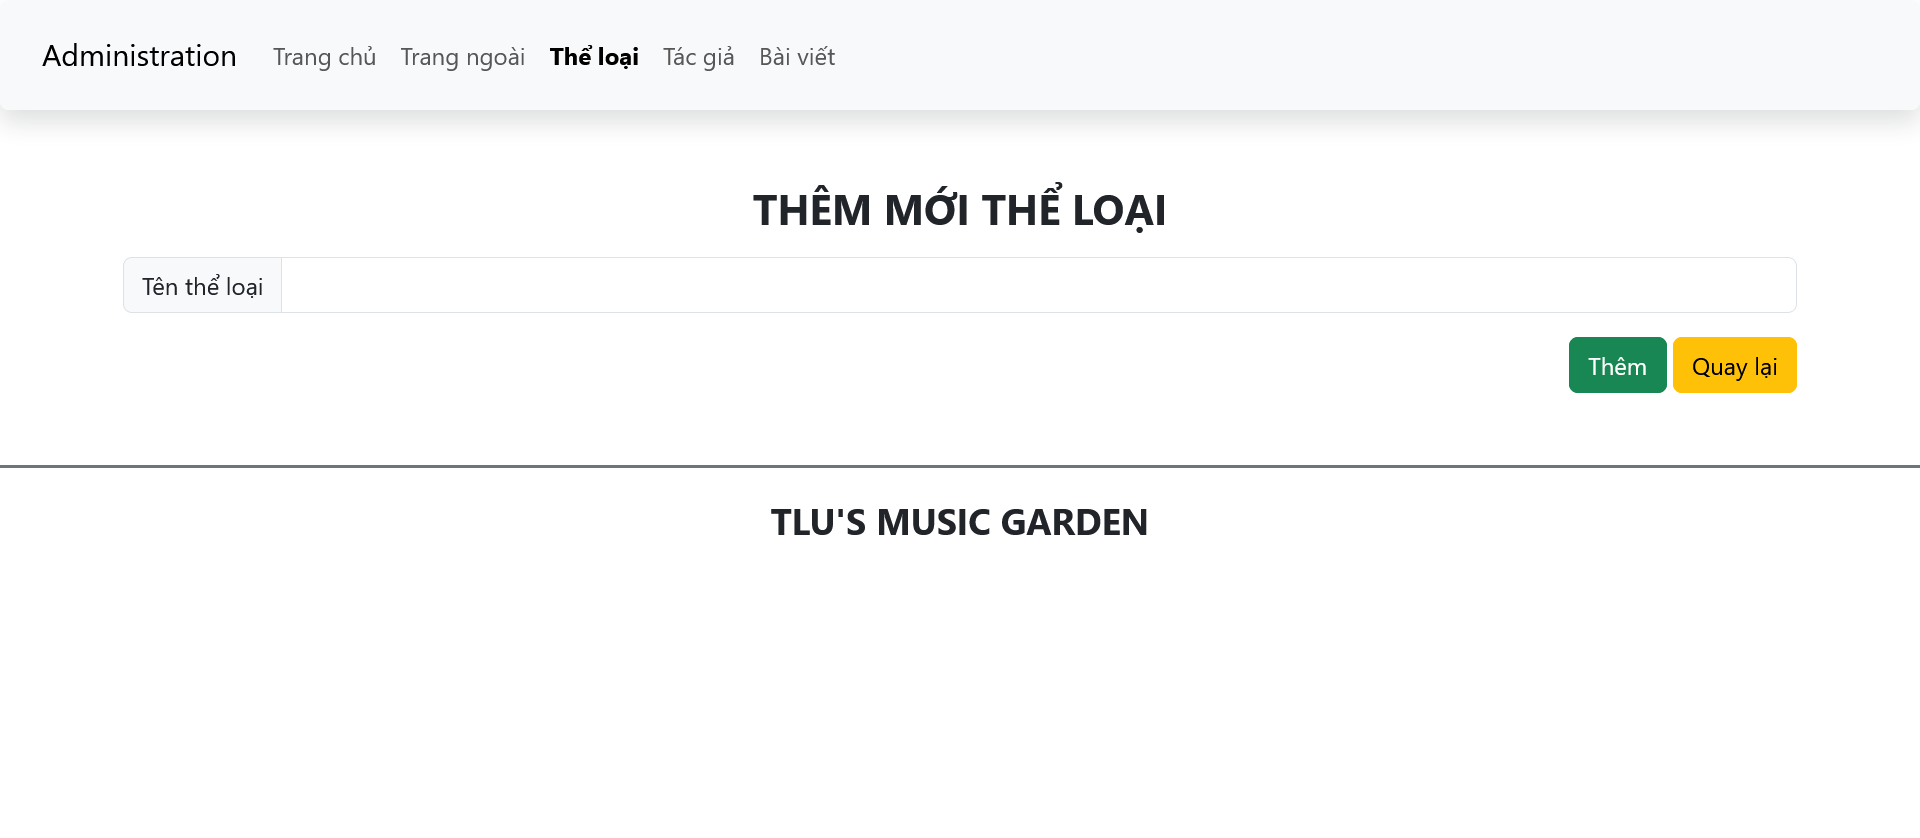 Administration Trang chủ Trang ngoài Thể loại Tác giả Bài viết
THÊM MỚI THỂ LOẠI
Tên thể loại
Thêm Quay lại
TLU'S MUSIC GARDEN